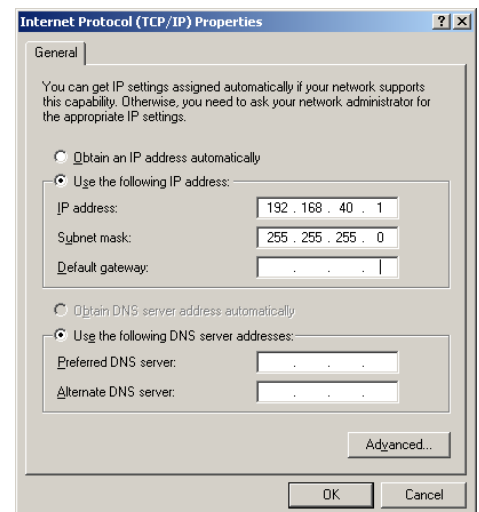 Internet Protocol (TCP/IP) Properties
General
You can get IP settings assigned automatically if your network supports
this capability. Otherwise, you need to ask your network administrator for
the appropriate IP settings.
Obtain an IP address automatically
Use the following IP address:
IP address: 192 . 168 . 40 . 1
Subnet mask: 255 . 255 . 255 . 0
Default gateway: . . .
Obtain DNS server address automatically
Use the following DNS server addresses:
Preferred DNS server: . . .
Alternate DNS server: . . .
Advanced...
OK Cancel